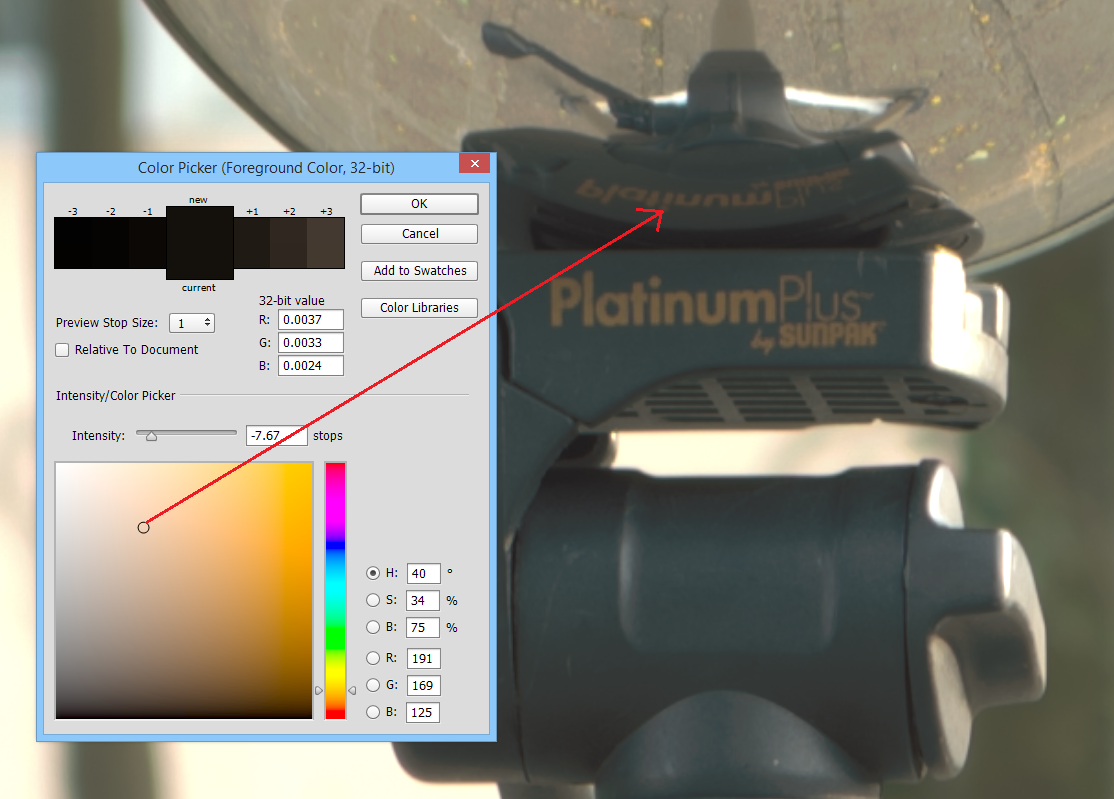 Color Picker (Foreground Color, 32-bit)
new
-3 -2 -1 +1 +2 +3
current
OK
Cancel
Add to Swatches
Color Libraries
32-bit value
Preview Stop Size: 1
R: 0.0037
G: 0.0033
B: 0.0024
Relative To Document
Intensity/Color Picker
Intensity: -7.67 stops
H: 40 °
S: 34 %
B: 75 %
R: 191
G: 169
B: 125
PlatinumPlus™
PlatinumPlus™
by SUNPAK®